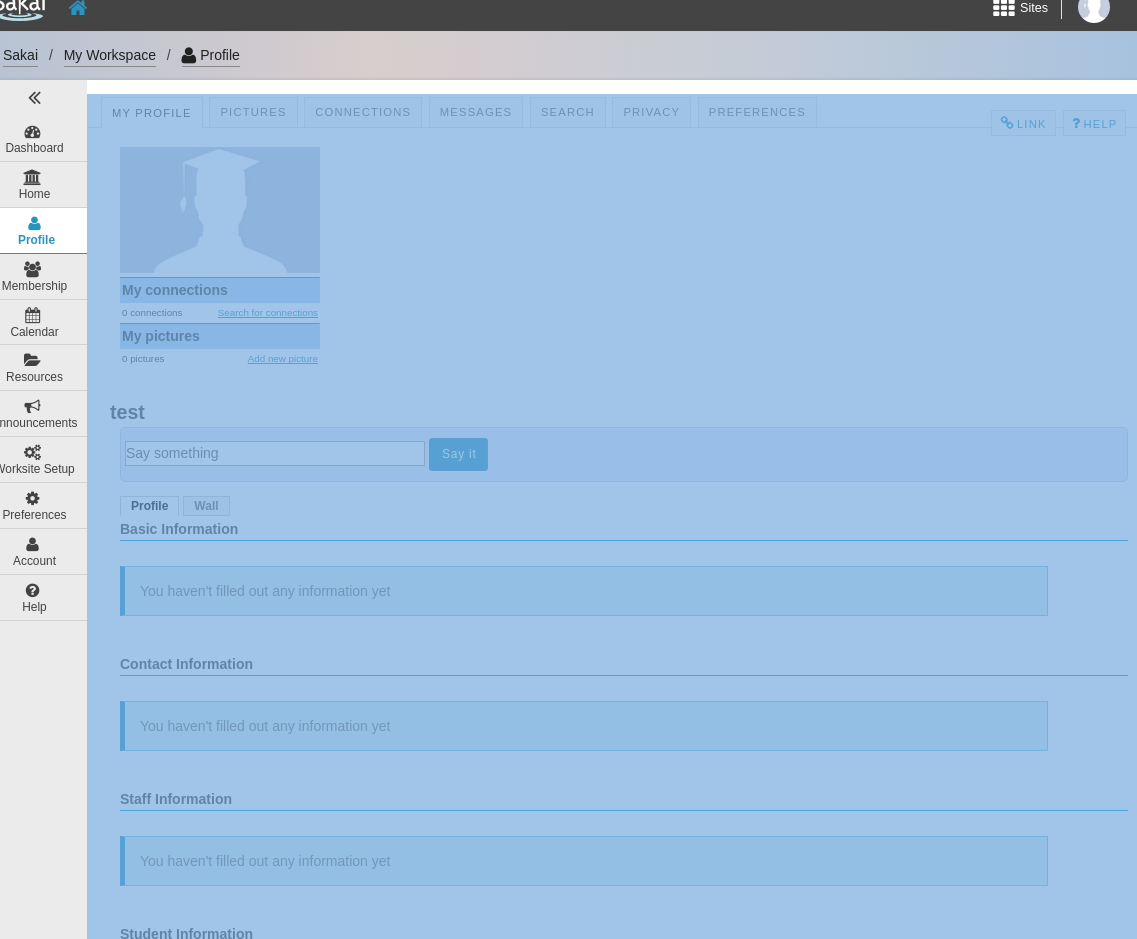 Sakai
Sites
Sakai / My Workspace / Profile
Dashboard
Home
Profile
Membership
Calendar
Resources
nnouncements
Worksite Setup
Preferences
Account
Help
MY PROFILE PICTURES CONNECTIONS MESSAGES SEARCH PRIVACY PREFERENCES
LINK ? HELP
My connections
0 connections Search for connections
My pictures
0 pictures Add new picture
test
Say something Say it
Profile Wall
Basic Information
You haven't filled out any information yet
Contact Information
You haven't filled out any information yet
Staff Information
You haven't filled out any information yet
Student Information